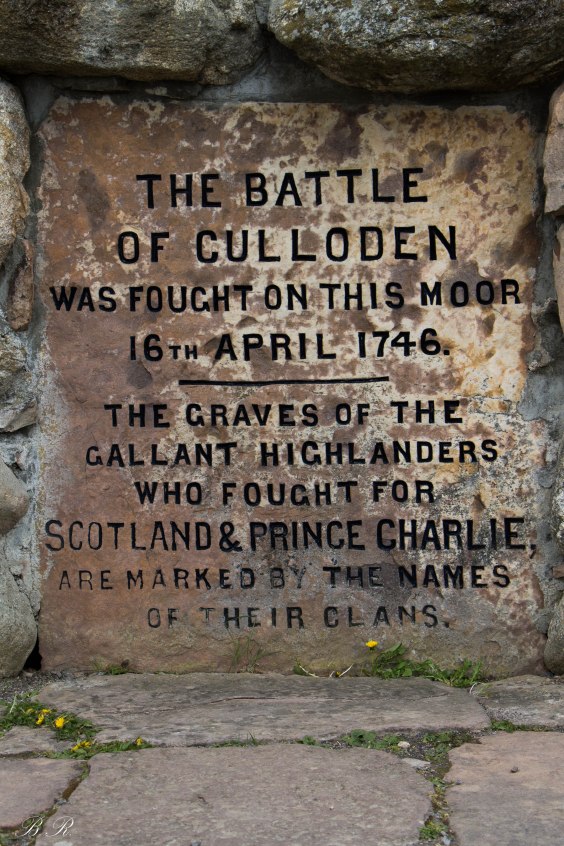 THE BATTLE
OF CULLODEN
WAS FOUGHT ON THIS MOOR
16TH APRIL 1746.
THE GRAVES OF THE
GALLANT HIGHLANDERS
WHO FOUGHT FOR
SCOTLAND & PRINCE CHARLIE,
ARE MARKED BY THE NAMES
OF THEIR CLANS.
B.R